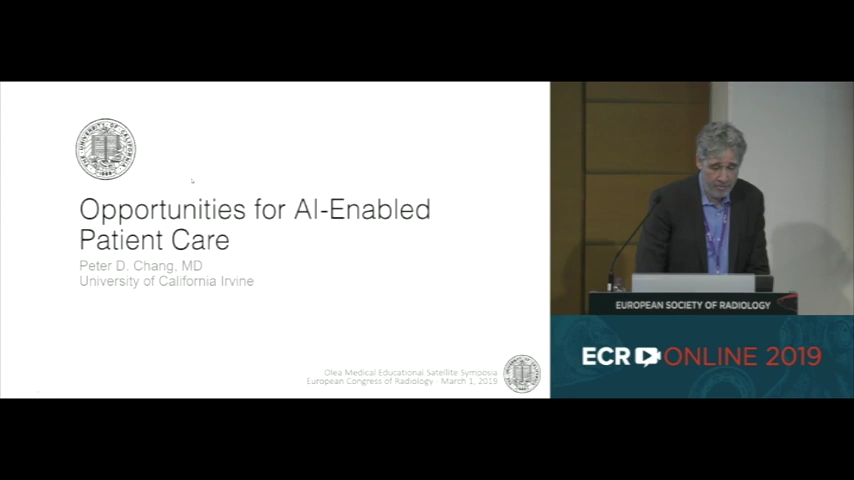 Opportunities for AI-Enabled
Patient Care
Peter D. Chang, MD
University of California Irvine
Olea Medical Educational Satellite Symposia
European Congress of Radiology - March 1, 2019
EUROPEAN SOCIETY OF RADIOLOGY
ECR ONLINE 2019